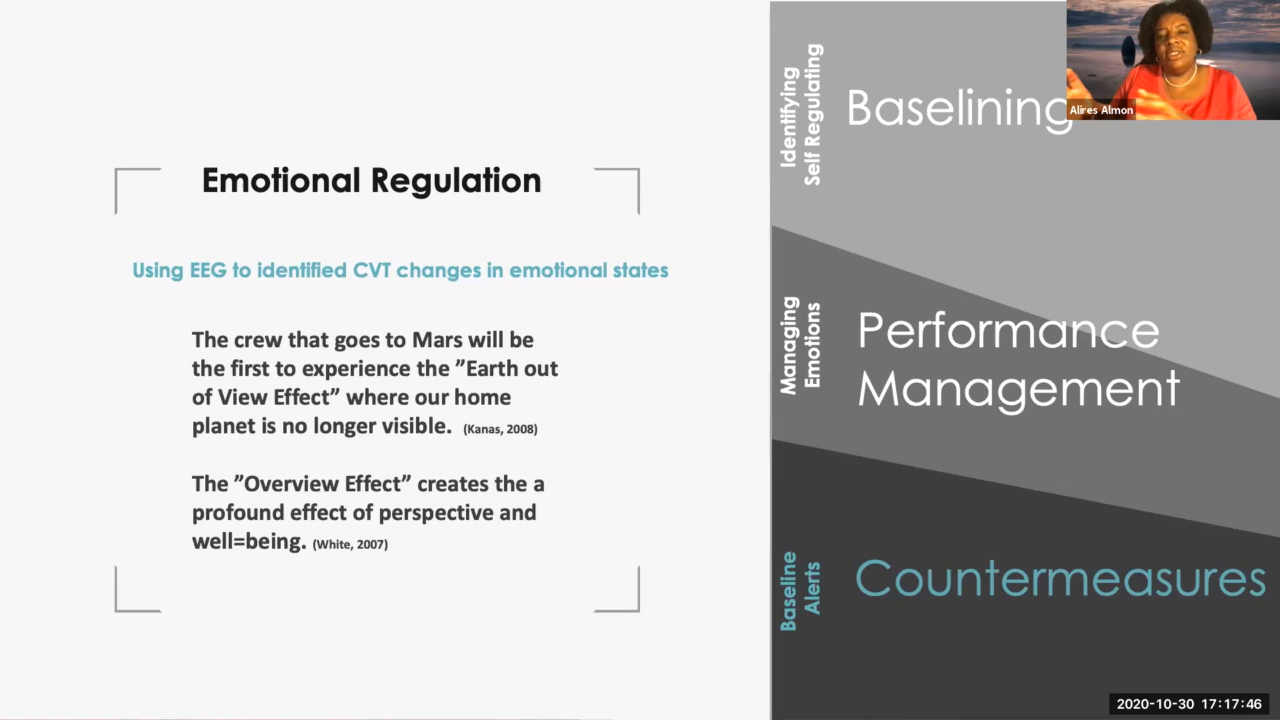 Emotional Regulation
Using EEG to identified CVT changes in emotional states
The crew that goes to Mars will be
the first to experience the ”Earth out
of View Effect” where our home
planet is no longer visible. (Kanas, 2008)
The ”Overview Effect” creates the a
profound effect of perspective and
well=being. (White, 2007)
Identifying
Self Regulating
Baselining
Alires Almon
Managing
Emotions
Performance
Management
Baseline
Alerts
Countermeasures
2020-10-30 17:17:46